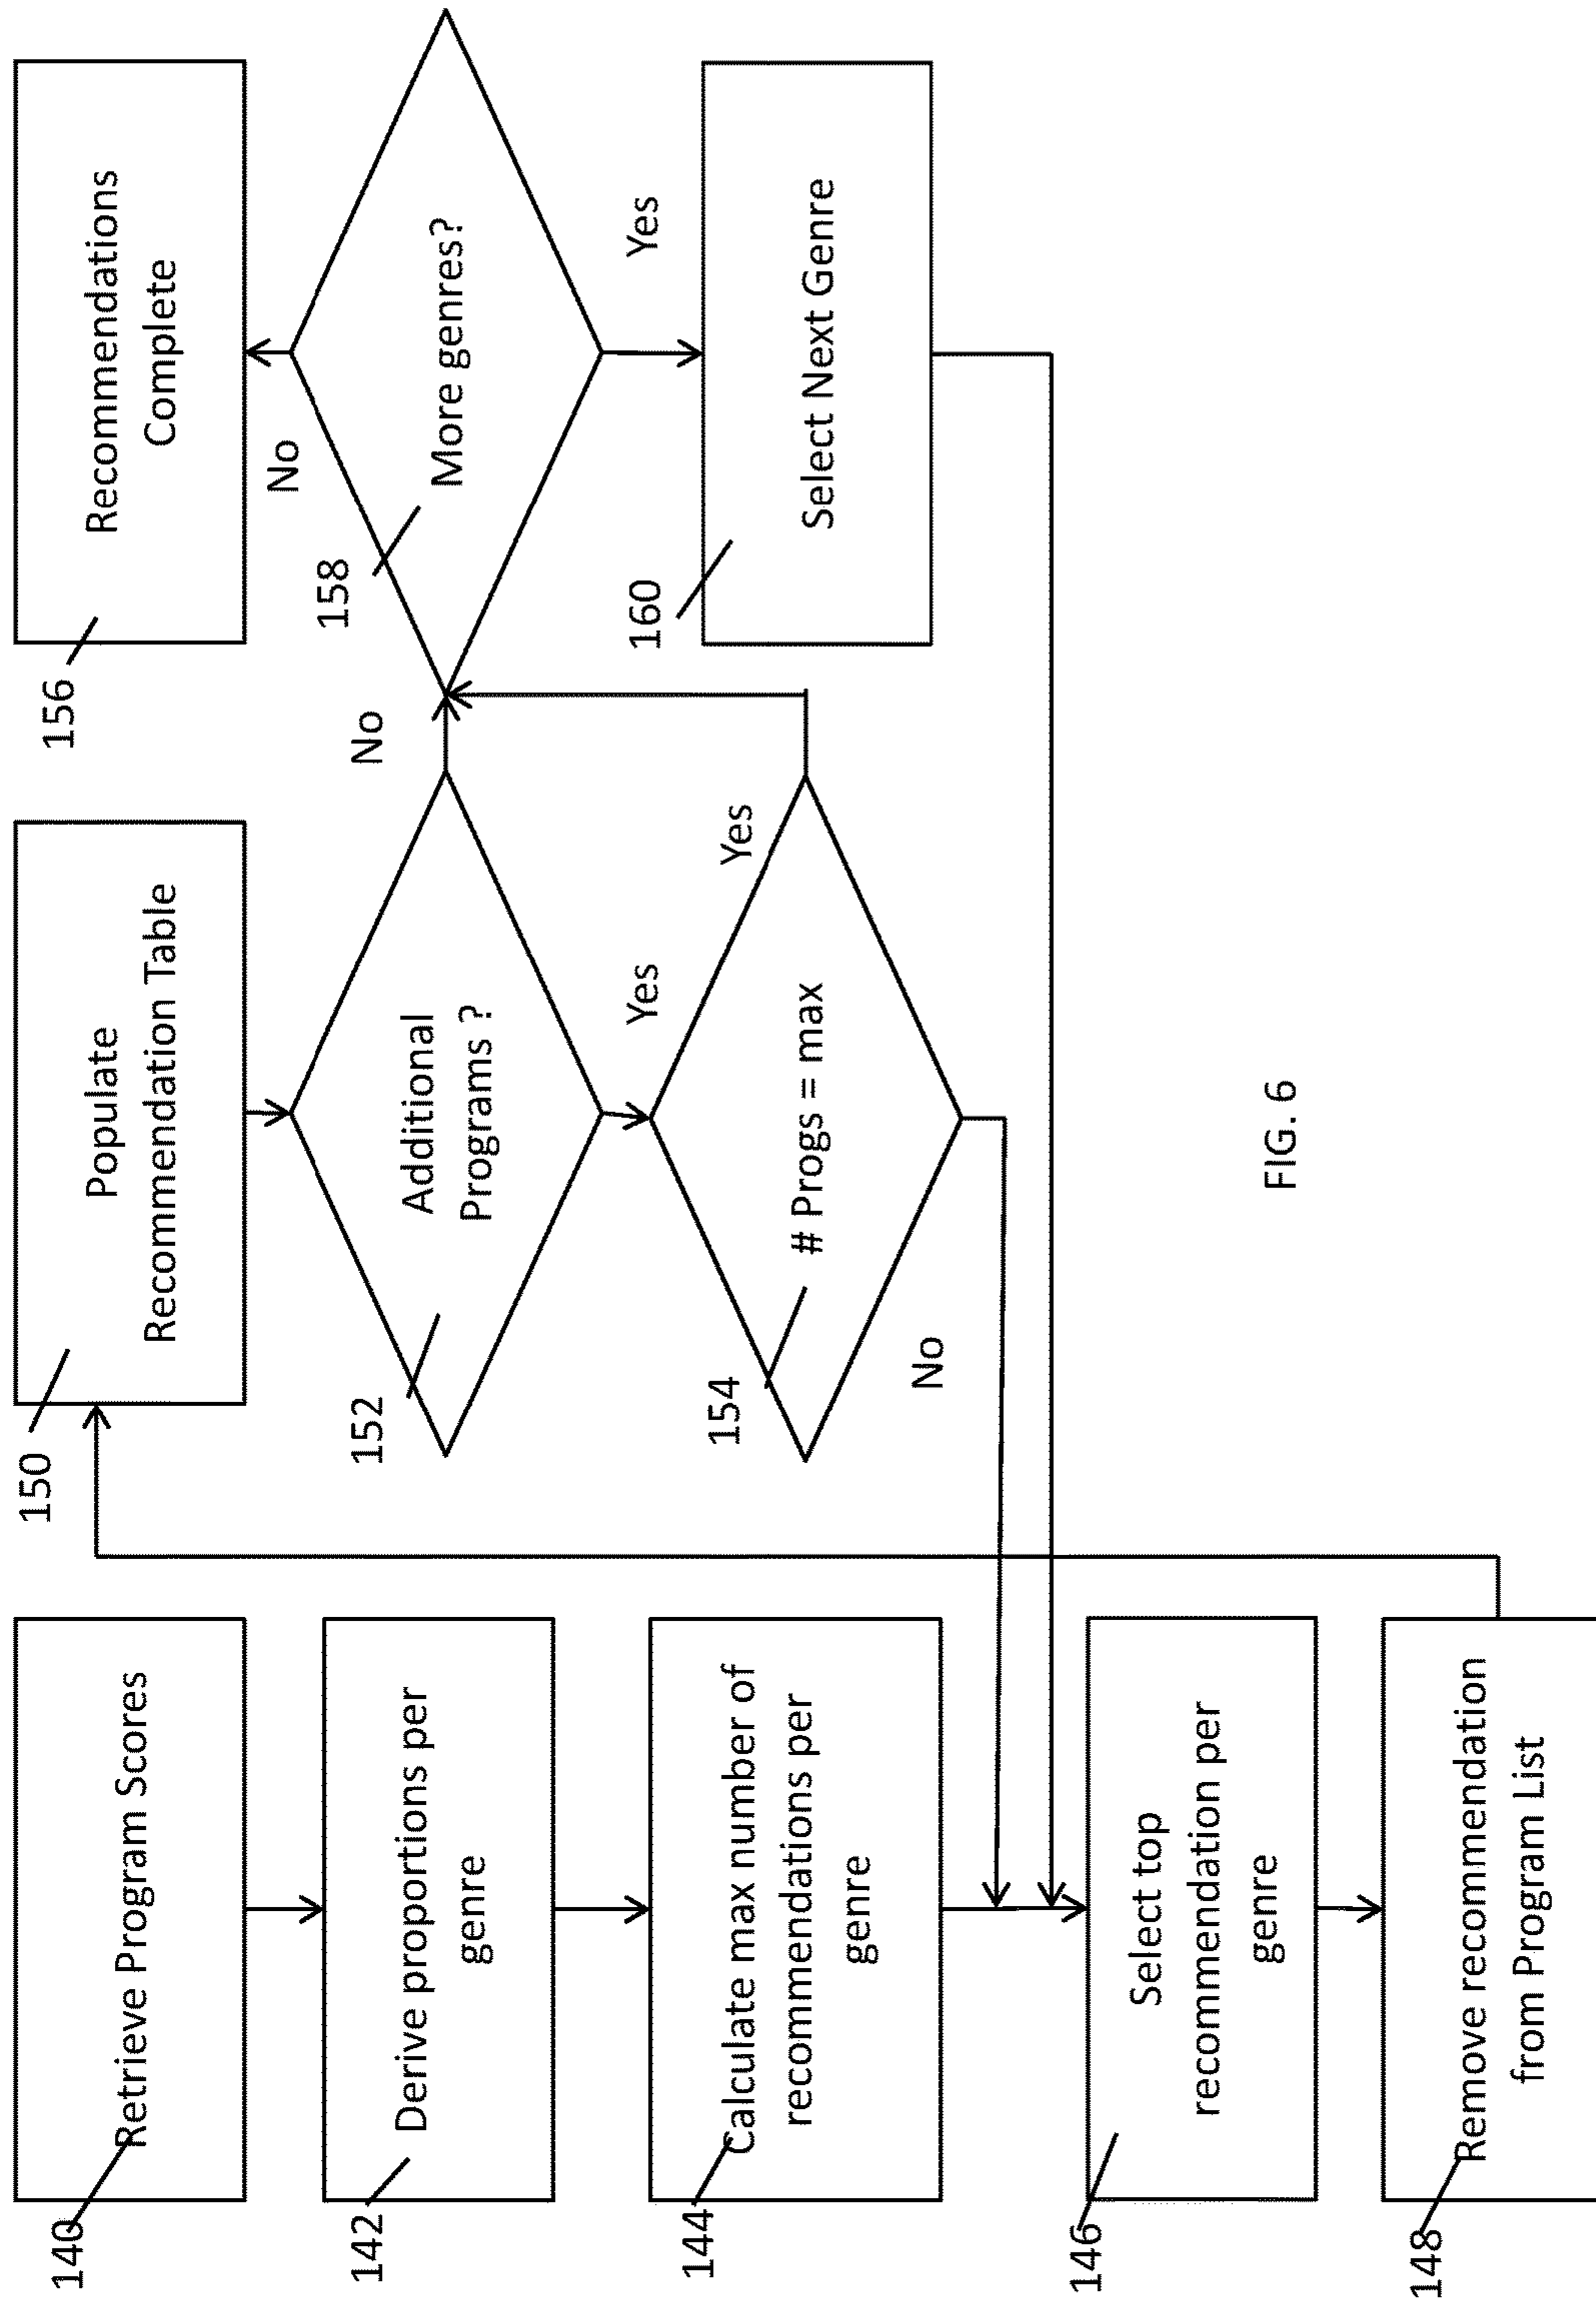 140
Retrieve Program Scores
142
Derive proportions per
genre
144
Calculate max number of
recommendations per
genre
146
Select top
recommendation per
genre
148
Remove recommendation
from Program List
150
Populate
Recommendation Table
152
Additional
Programs ?
No
Yes
154
# Progs = max
Yes
No
156
Recommendations
Complete
No
158
More genres?
Yes
160
Select Next Genre
FIG. 6